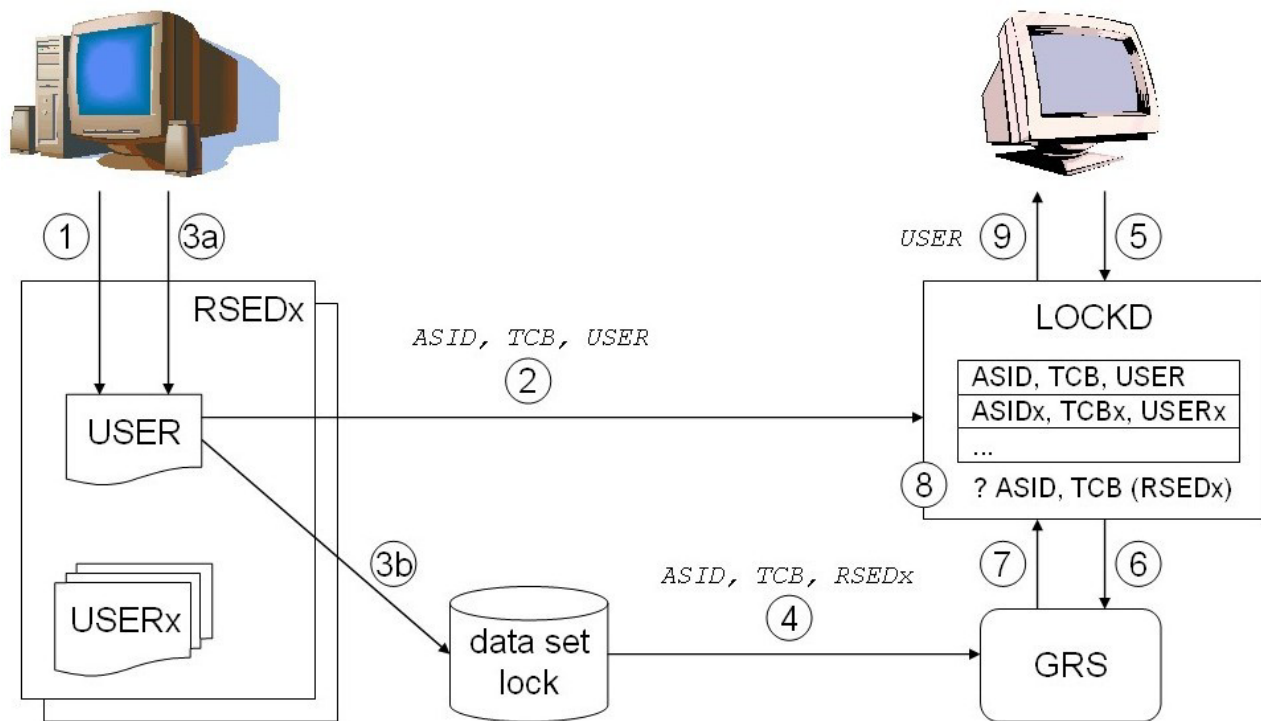 1
3a
USER 9
5
RSEDx
LOCKD
ASID, TCB, USER
2
ASID, TCB, USER
ASIDx, TCBx, USERx
...
USER
8
? ASID, TCB (RSEDx)
3b
ASID, TCB, RSEDx
4
7
6
USERx
data set
lock
GRS